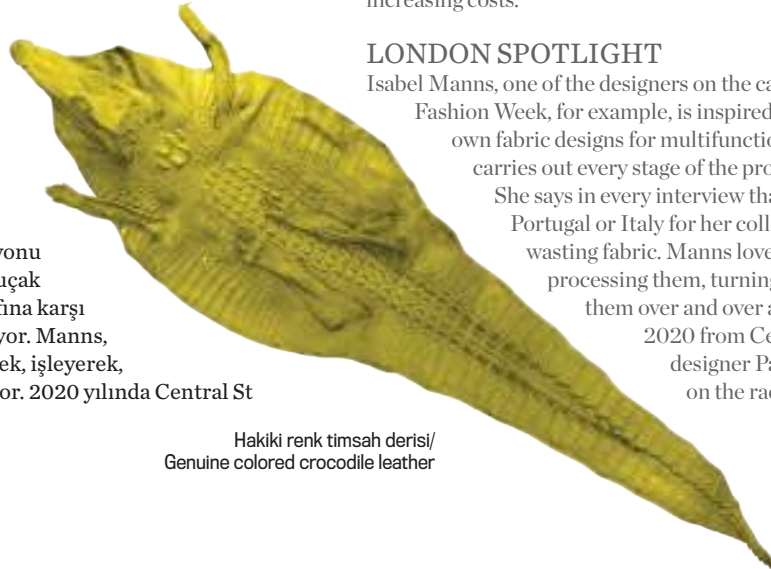 increasing costs.
LONDON SPOTLIGHT
Isabel Manns, one of the designers on the ca
Fashion Week, for example, is inspired
own fabric designs for multifunctio
carries out every stage of the pro
She says in every interview tha
Portugal or Italy for her coll
wasting fabric. Manns love
processing them, turning
them over and over a
2020 from Ce
designer Pa
on the rac
yonu
uçak
fına karşı
yor. Manns,
ek, işleyerek,
or. 2020 yılında Central St
Hakiki renk timsah derisi/
Genuine colored crocodile leather